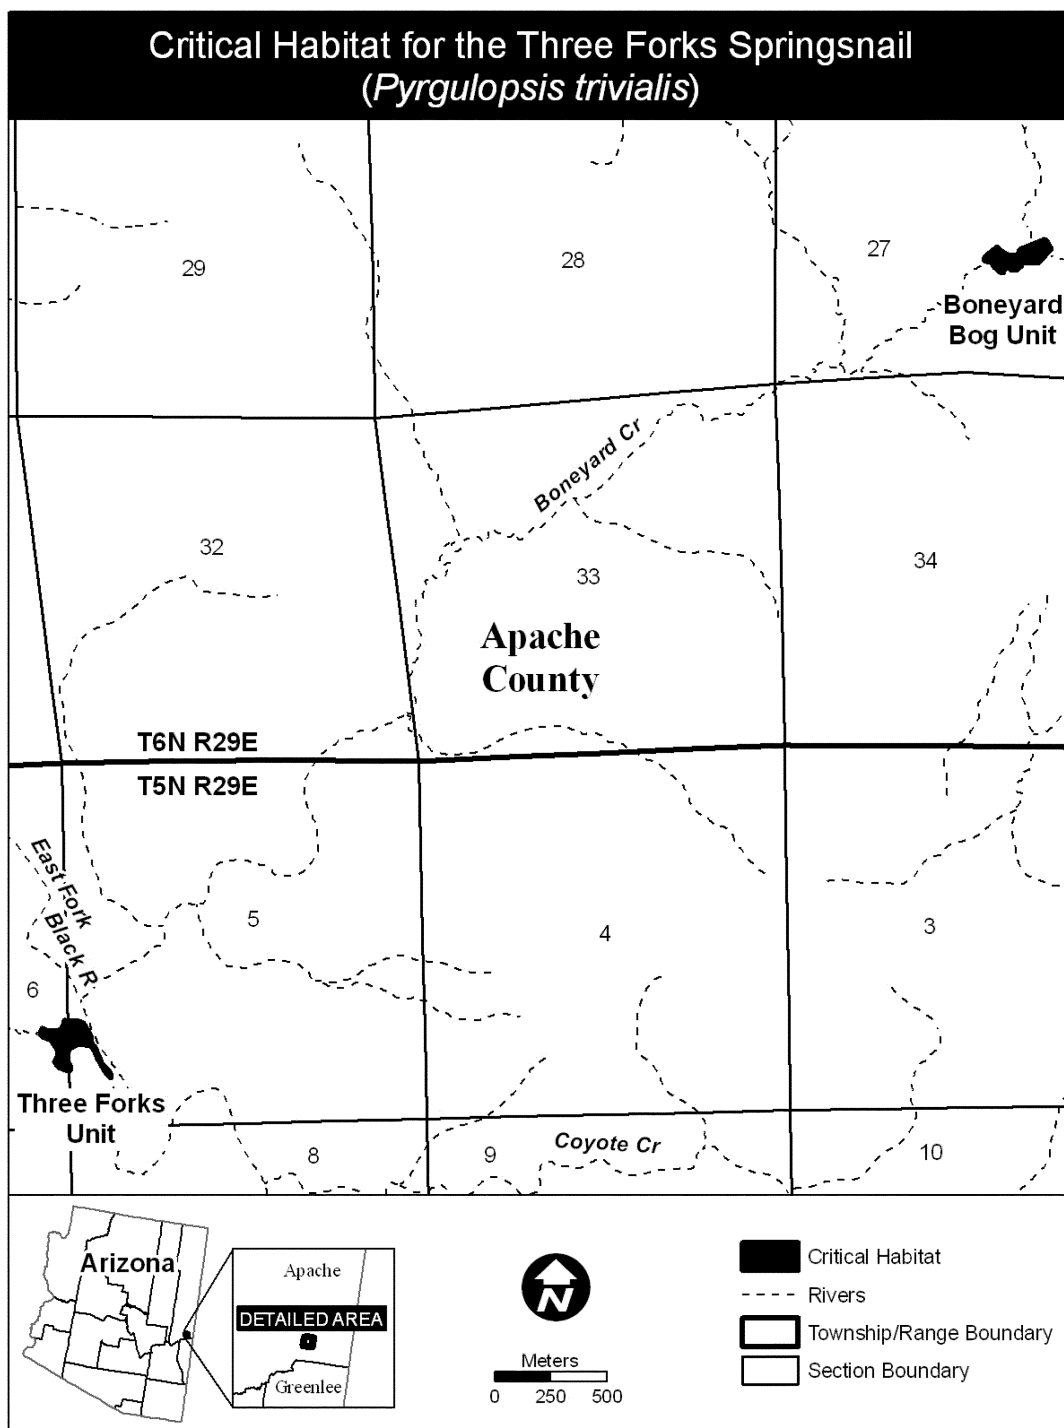 Critical Habitat for the Three Forks Springsnail
(Pyrgulopsis trivialis)
29
28
27
Boneyard
Bog Unit
Boneyard Cr
32
33
34
Apache
County
T6N R29E
T5N R29E
East Fork
Black R
5
4
3
6
Three Forks
Unit
8
9
Coyote Cr
10
Arizona
Apache
DETAILED AREA
Greenlee
N
Meters
0 250 500
Critical Habitat
Rivers
Township/Range Boundary
Section Boundary